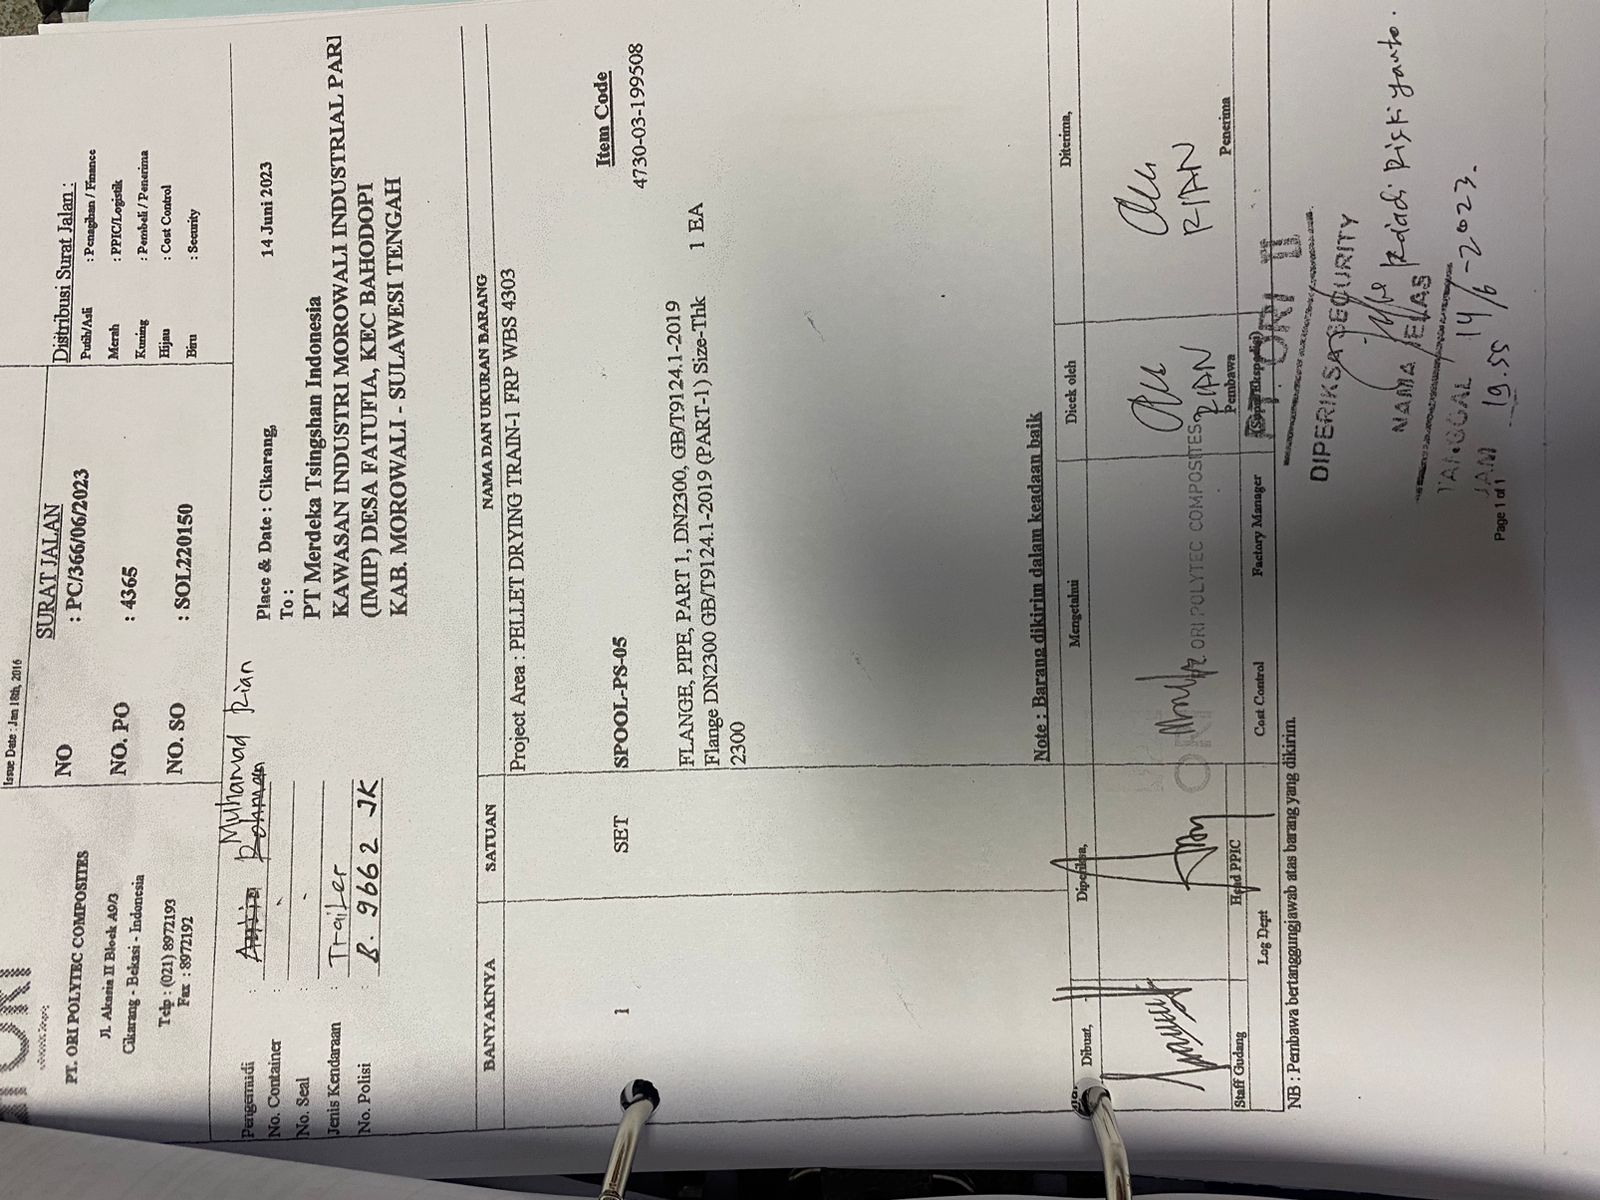 ORI
PT. ORI POLYTEC COMPOSITES
Jl. Akasia II Block A9/3
Cikarang - Bekasi - Indonesia
Telp : (021) 8972193
Fax : 8972192
Issue Date : Jan 18th, 2016
SURAT JALAN
NO : PC/366/06/2023
NO. PO : 4365
NO. SO : SOL220150
Distribusi Surat Jalan :
Putih/Asli : Penagihan / Finance
Merah : PPIC/Logistik
Kuning : Pembeli / Penerima
Hijau : Cost Control
Biru : Security
Pengemudi : Muhamad Rian
No. Container : -
No. Seal : -
Jenis Kendaraan : Trailer
No. Polisi : B. 9662 JK
Place & Date : Cikarang, 14 Juni 2023
To :
PT Merdeka Tsingshan Indonesia
KAWASAN INDUSTRI MOROWALI INDUSTRIAL PARK
(IMIP) DESA FATUFIA, KEC BAHODOPI
KAB. MOROWALI - SULAWESI TENGAH
BANYAKNYA SATUAN NAMA DAN UKURAN BARANG
Project Area : PELLET DRYING TRAIN-1 FRP WBS 4303
Item Code
1 SET SPOOL-PS-05 4730-03-199508
FLANGE, PIPE, PART 1, DN2300, GB/T9124.1-2019
Flange DN2300 GB/T9124.1-2019 (PART-1) Size-Thk 1 EA
2300
Note : Barang dikirim dalam keadaan baik
Dibuat, Diperiksa, Mengetahui Dicek oleh Diterima,
ORI
PT. ORI POLYTEC COMPOSITES
RIAN
RIAN
Staff Gudang Head PPIC Pembawa Penerima
Log Dept Cost Control Factory Manager (Supir/Ekspedisi)
NB : Pembawa bertanggungjawab atas barang yang dikirim.
PT ORI II
DIPERIKSA SECURITY
NAMA JELAS
TANGGAL 14/6-2023.
JAM 19.55
Page 1 of 1